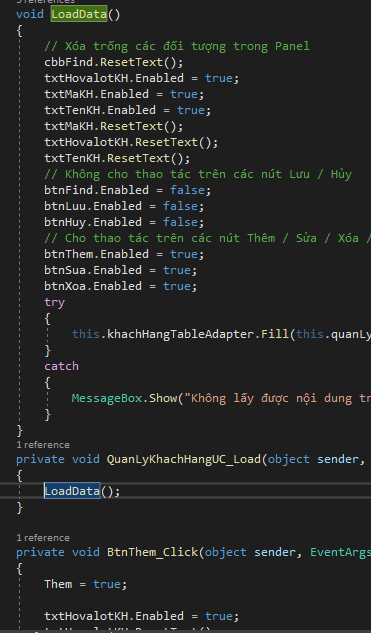 5 references
void LoadData()
{
// Xóa trống các đối tượng trong Panel
cbbFind.ResetText();
txtHovalotKH.Enabled = true;
txtMaKH.Enabled = true;
txtTenKH.Enabled = true;
txtMaKH.ResetText();
txtHovalotKH.ResetText();
txtTenKH.ResetText();
// Không cho thao tác trên các nút Lưu / Hủy
btnFind.Enabled = false;
btnLuu.Enabled = false;
btnHuy.Enabled = false;
// Cho thao tác trên các nút Thêm / Sửa / Xóa /
btnThem.Enabled = true;
btnSua.Enabled = true;
btnXoa.Enabled = true;
try
{
this.khachHangTableAdapter.Fill(this.quanLy
}
catch
{
MessageBox.Show("Không lấy được nội dung tr
}
}
1 reference
private void QuanLyKhachHangUC_Load(object sender,
{
LoadData();
}
1 reference
private void BtnThem_Click(object sender, EventArgs
{
Them = true;
txtHovalotKH.Enabled = true;